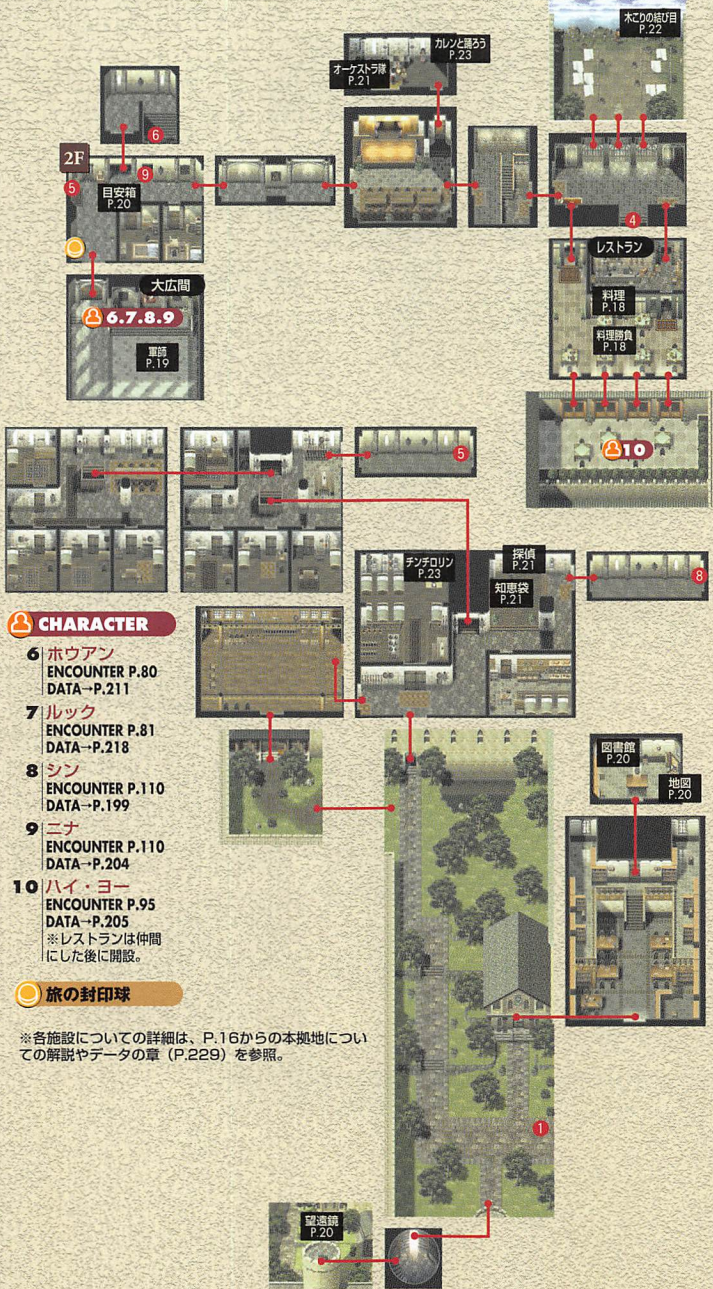 木こりの結び目
P.22
カレンと踊ろう
P.23
オーケストラ隊
P.21
6
2F
9
5
目安箱
P.20
4
大広間
6.7.8.9
軍師
P.19
レストラン
料理
P.18
料理勝負
P.18
10
5
チンチロリン
P.23
探偵
P.21
知恵袋
P.21
8
CHARACTER
6 ホウアン
ENCOUNTER P.80
DATA→P.211
7 ルック
ENCOUNTER P.81
DATA→P.218
8 シン
ENCOUNTER P.110
DATA→P.199
9 ニナ
ENCOUNTER P.110
DATA→P.204
10 ハイ・ヨー
ENCOUNTER P.95
DATA→P.205
※レストランは仲間
にした後に開設。
旅の封印球
※各施設についての詳細は、P.16からの本拠地につい
ての解説やデータの章（P.229）を参照。
図書館
P.20
地図
P.20
1
望遠鏡
P.20